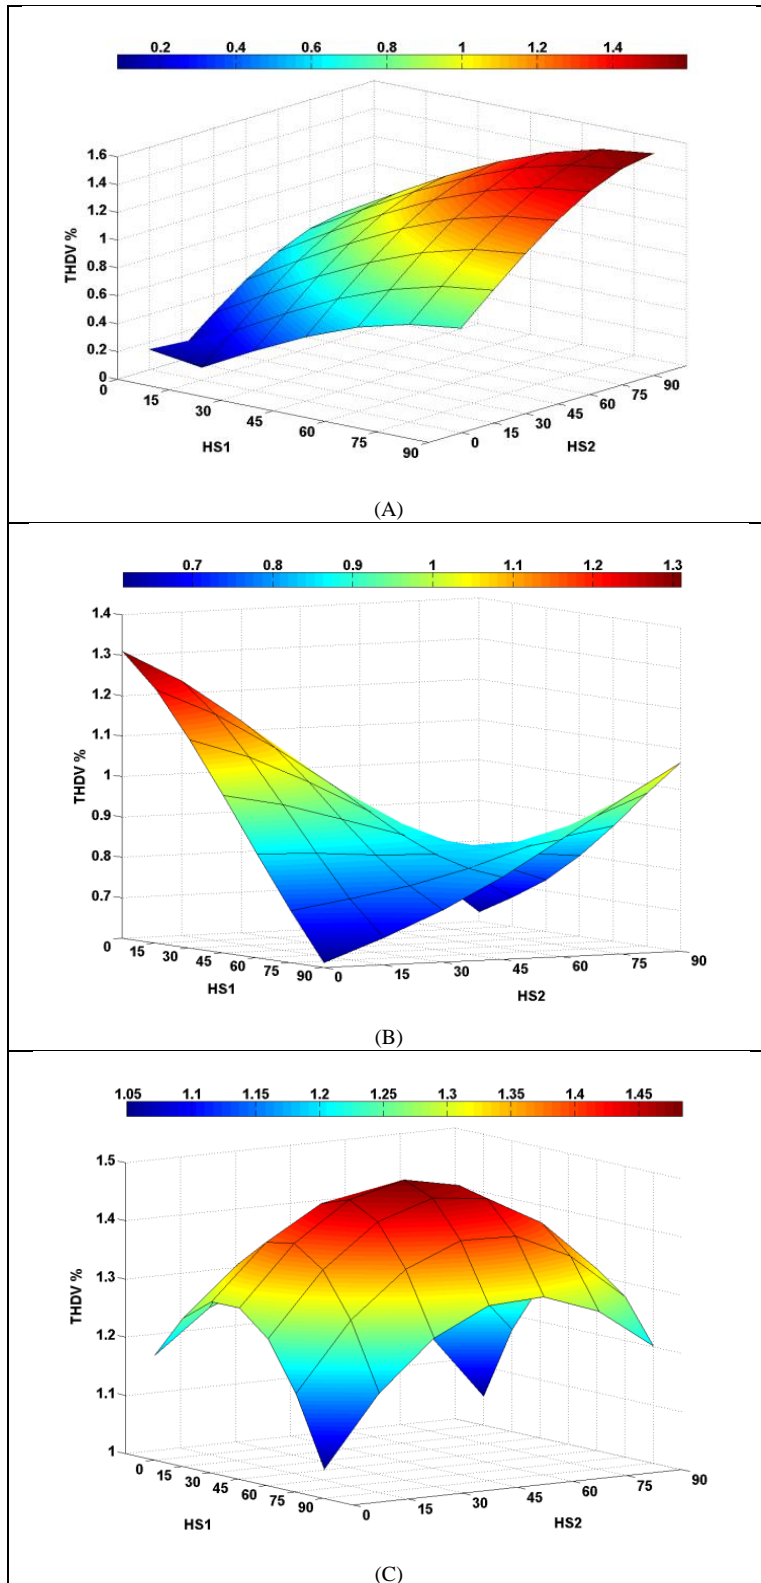 0.2 0.4 0.6 0.8 1 1.2 1.4
1.6
1.4
1.2
1
0.8
0.6
0.4
0.2
0
THDV %
0 15 30 45 60 75 90
HS1
0 15 30 45 60 75 90
HS2
(A)
0.7 0.8 0.9 1 1.1 1.2 1.3
1.4
1.3
1.2
1.1
1
0.9
0.8
0.7
THDV %
0 15 30 45 60 75 90
HS1
0 15 30 45 60 75 90
HS2
(B)
1.05 1.1 1.15 1.2 1.25 1.3 1.35 1.4 1.45
1.5
1.4
1.3
1.2
1.1
1
THDV %
0 15 30 45 60 75 90
HS1
0 15 30 45 60 75 90
HS2
(C)